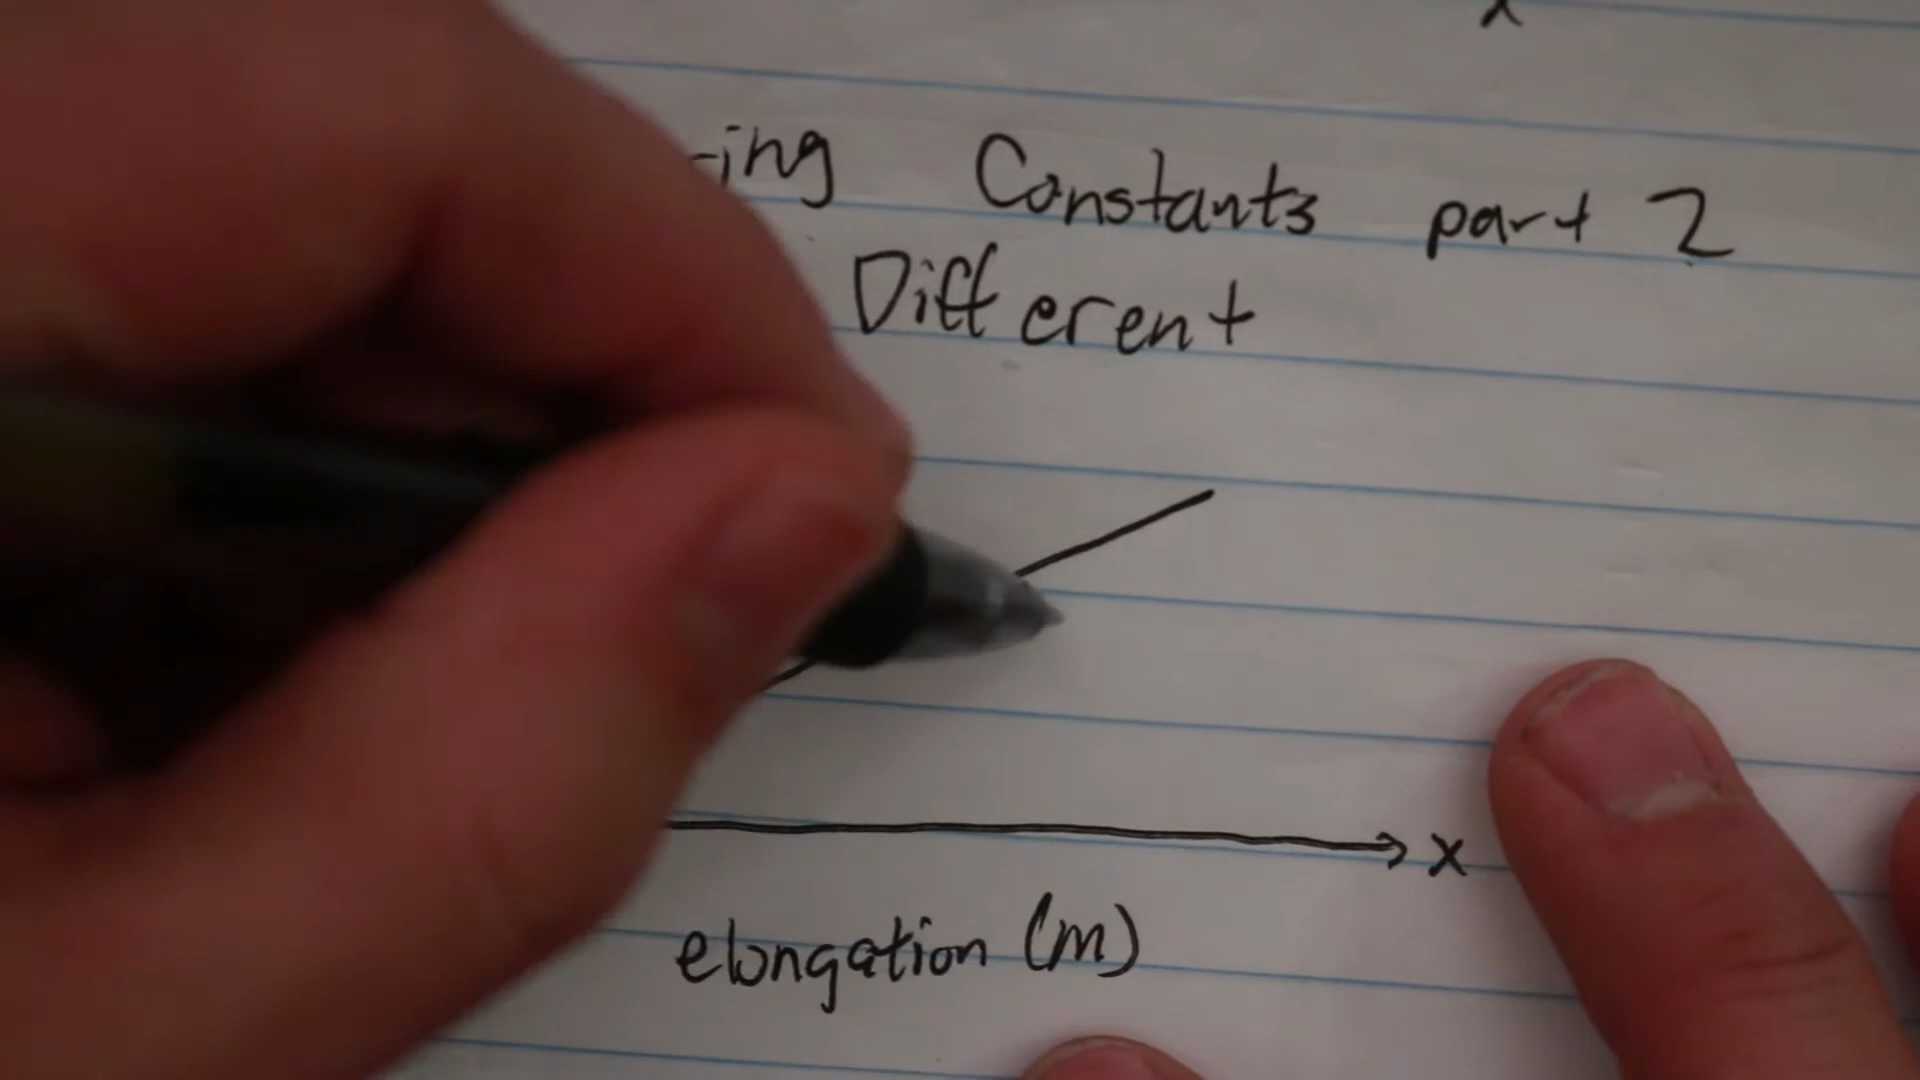 ing Constants part 2
Different
x
elongation (m)